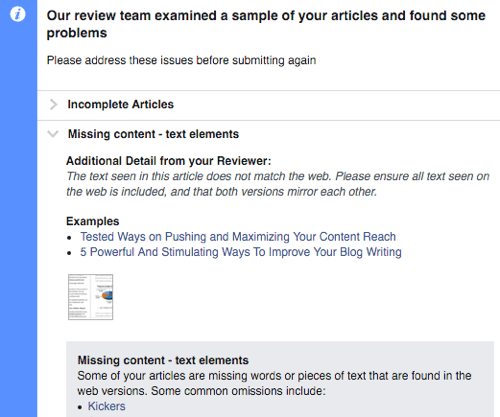 Our review team examined a sample of your articles and found some
problems
Please address these issues before submitting again
Incomplete Articles
Missing content - text elements
Additional Detail from your Reviewer:
The text seen in this article does not match the web. Please ensure all text seen on
the web is included, and that both versions mirror each other.
Examples
• Tested Ways on Pushing and Maximizing Your Content Reach
• 5 Powerful And Stimulating Ways To Improve Your Blog Writing
Missing content - text elements
Some of your articles are missing words or pieces of text that are found in the
web versions. Some common omissions include:
• Kickers